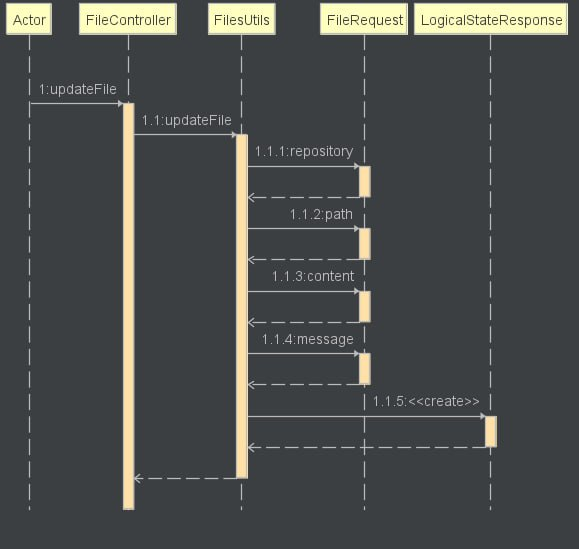 Actor
FileController
FilesUtils
FileRequest
LogicalStateResponse
1:updateFile
1.1:updateFile
1.1.1:repository
1.1.2:path
1.1.3:content
1.1.4:message
1.1.5:<<create>>